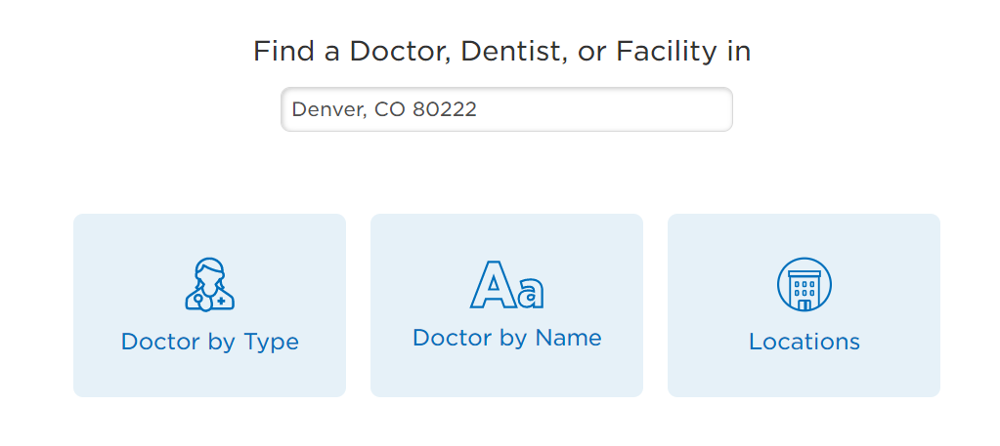 Find a Doctor, Dentist, or Facility in
Denver, CO 80222
Aa
Doctor by Type
Doctor by Name
Locations